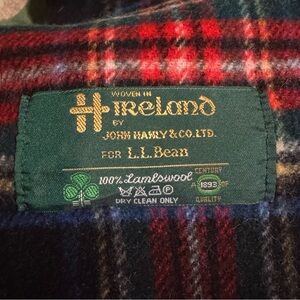 WOVEN IN
IRELAND
BY
JOHN HANLY & CO. LTD.
FOR L.L.Bean
100% Lambswool
DRY CLEAN ONLY
CENTURY
A 1893 OF
QUALITY